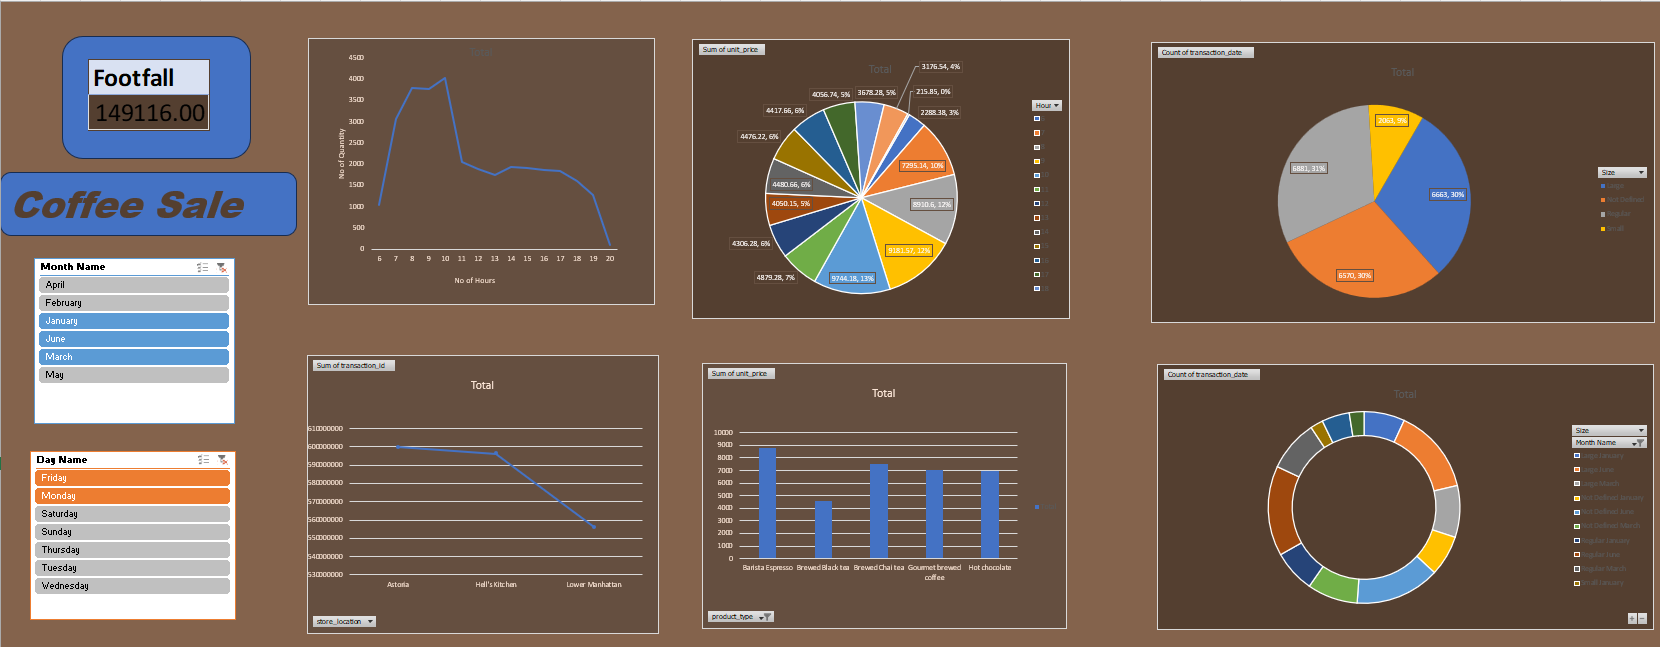 Footfall
149116.00
Coffee Sale
Month Name
April
February
January
June
March
May
Day Name
Friday
Monday
Saturday
Sunday
Thursday
Tuesday
Wednesday
Total
4500
4000
3500
3000
2500
2000
1500
1000
500
0
No of Quantity
6 7 8 9 10 11 12 13 14 15 16 17 18 19 20
No of Hours
Sum of unit_price
Total
3176.54, 4%
215.85, 0%
2288.38, 3%
7295.14, 10%
8910.6, 12%
9181.57, 12%
9744.18, 13%
4879.28, 7%
4306.28, 6%
4050.15, 5%
4480.66, 6%
4476.22, 6%
4417.66, 6%
4056.74, 5%
3678.28, 5%
Hour
Count of transaction_date
Total
2063, 9%
6663, 30%
6570, 30%
6881, 31%
Size
Large
Not Defined
Regular
Small
Sum of transaction_id
Total
610000000
600000000
590000000
580000000
570000000
560000000
550000000
540000000
530000000
Astoria Hell's Kitchen Lower Manhattan
store_location
Sum of unit_price
Total
10000
9000
8000
7000
6000
5000
4000
3000
2000
1000
0
Barista Espresso Brewed Black tea Brewed Chai tea Gourmet brewed coffee Hot chocolate
product_type
Count of transaction_date
Total
Size
Month Name
Large January
Large June
Large March
Not Defined January
Not Defined June
Not Defined March
Regular January
Regular June
Regular March
Small January